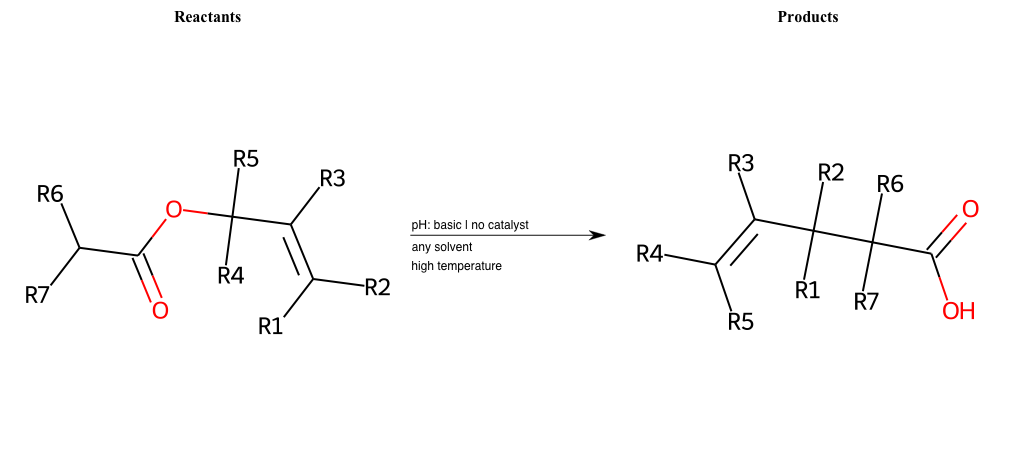 Reactants
Products
R5
R3
R6
O
R4
R7
O
R2
R1
pH: basic | no catalyst
any solvent
high temperature
R3
R2
R6
O
R4
R1
R7
R5
OH